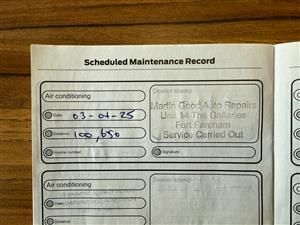 Scheduled Maintenance Record
Air conditioning
Dealer stamp
Date: 03-01-25
Distance: 100,650
Invoice number:
Martin Good Auto Repairs
Unit 14 The Gallaries
Fort Fareham
Service Carried Out
Signature:
Air conditioning
Dealer stamp
Date:
Distance: